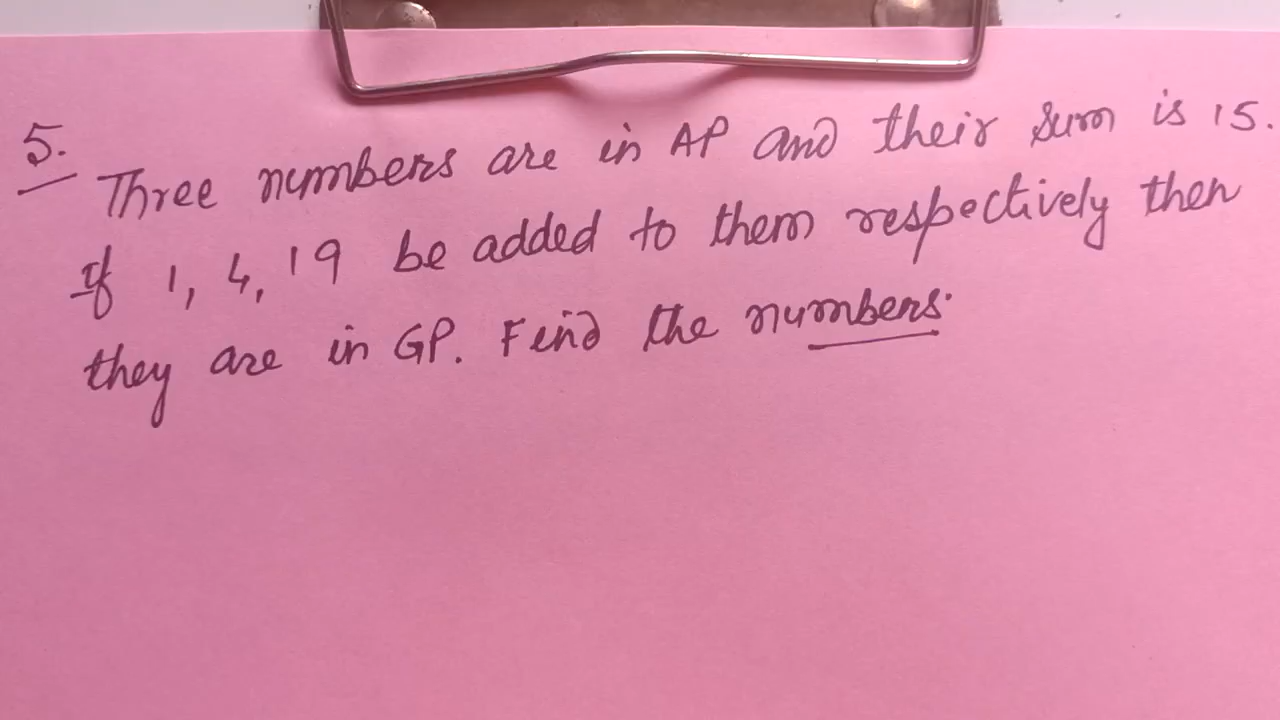 5.
Three numbers are in AP and their sum is 15.
If 1, 4, 19 be added to them respectively then
they are in GP. Find the numbers.